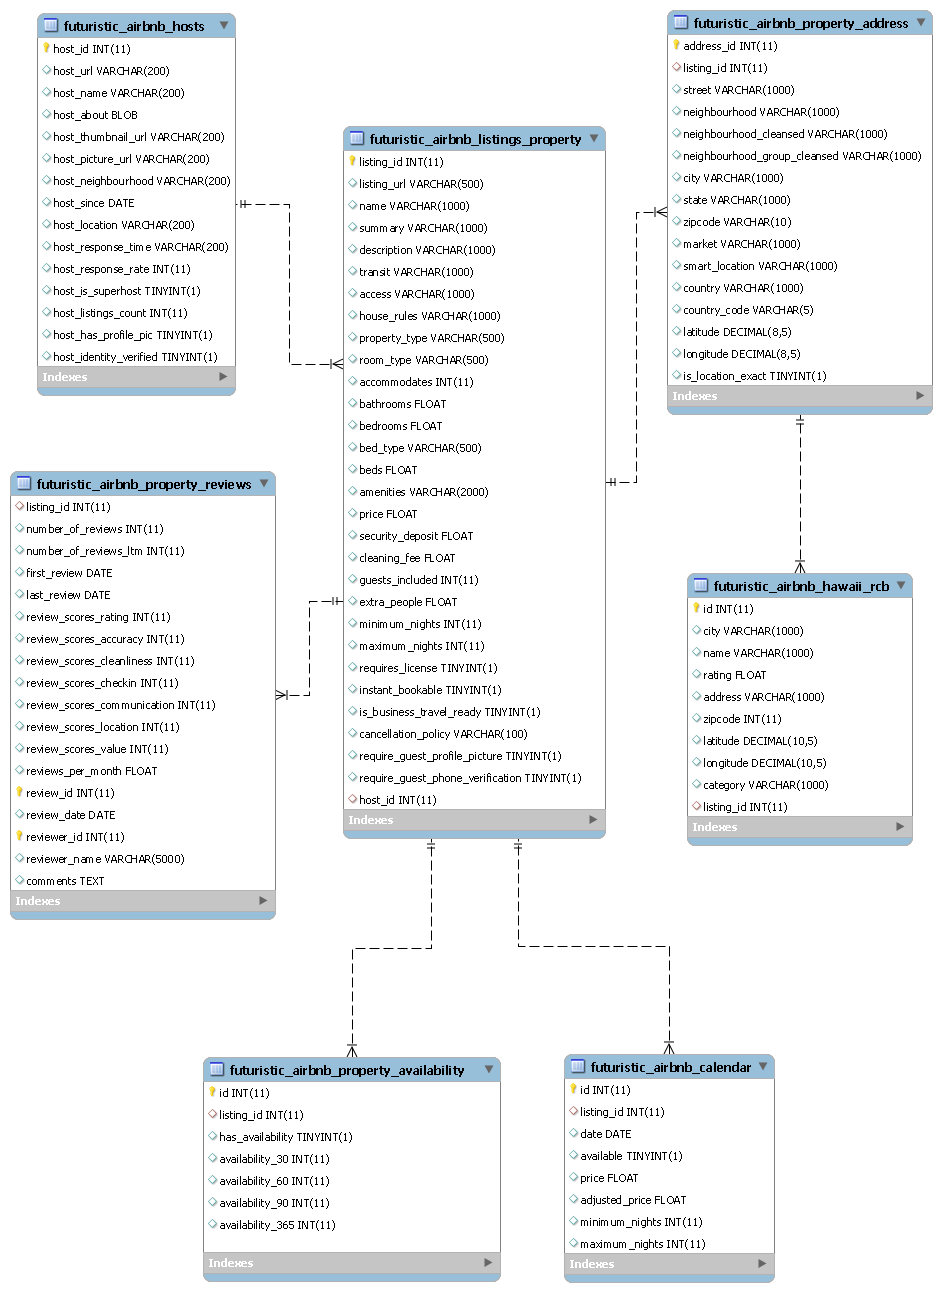 futuristic_airbnb_hosts
host_id INT(11)
host_url VARCHAR(200)
host_name VARCHAR(200)
host_about BLOB
host_thumbnail_url VARCHAR(200)
host_picture_url VARCHAR(200)
host_neighbourhood VARCHAR(200)
host_since DATE
host_location VARCHAR(200)
host_response_time VARCHAR(200)
host_response_rate INT(11)
host_is_superhost TINYINT(1)
host_listings_count INT(11)
host_has_profile_pic TINYINT(1)
host_identity_verified TINYINT(1)
Indexes
futuristic_airbnb_listings_property
listing_id INT(11)
listing_url VARCHAR(500)
name VARCHAR(1000)
summary VARCHAR(1000)
description VARCHAR(1000)
transit VARCHAR(1000)
access VARCHAR(1000)
house_rules VARCHAR(1000)
property_type VARCHAR(500)
room_type VARCHAR(500)
accommodates INT(11)
bathrooms FLOAT
bedrooms FLOAT
bed_type VARCHAR(500)
beds FLOAT
amenities VARCHAR(2000)
price FLOAT
security_deposit FLOAT
cleaning_fee FLOAT
guests_included INT(11)
extra_people FLOAT
minimum_nights INT(11)
maximum_nights INT(11)
requires_license TINYINT(1)
instant_bookable TINYINT(1)
is_business_travel_ready TINYINT(1)
cancellation_policy VARCHAR(100)
require_guest_profile_picture TINYINT(1)
require_guest_phone_verification TINYINT(1)
host_id INT(11)
Indexes
futuristic_airbnb_property_address
address_id INT(11)
listing_id INT(11)
street VARCHAR(1000)
neighbourhood VARCHAR(1000)
neighbourhood_cleansed VARCHAR(1000)
neighbourhood_group_cleansed VARCHAR(1000)
city VARCHAR(1000)
state VARCHAR(1000)
zipcode VARCHAR(10)
market VARCHAR(1000)
smart_location VARCHAR(1000)
country VARCHAR(1000)
country_code VARCHAR(5)
latitude DECIMAL(8,5)
longitude DECIMAL(8,5)
is_location_exact TINYINT(1)
Indexes
futuristic_airbnb_property_reviews
listing_id INT(11)
number_of_reviews INT(11)
number_of_reviews_ltm INT(11)
first_review DATE
last_review DATE
review_scores_rating INT(11)
review_scores_accuracy INT(11)
review_scores_cleanliness INT(11)
review_scores_checkin INT(11)
review_scores_communication INT(11)
review_scores_location INT(11)
review_scores_value INT(11)
reviews_per_month FLOAT
review_id INT(11)
review_date DATE
reviewer_id INT(11)
reviewer_name VARCHAR(5000)
comments TEXT
Indexes
futuristic_airbnb_hawaii_rcb
id INT(11)
city VARCHAR(1000)
name VARCHAR(1000)
rating FLOAT
address VARCHAR(1000)
zipcode INT(11)
latitude DECIMAL(10,5)
longitude DECIMAL(10,5)
category VARCHAR(1000)
listing_id INT(11)
Indexes
futuristic_airbnb_property_availability
id INT(11)
listing_id INT(11)
has_availability TINYINT(1)
availability_30 INT(11)
availability_60 INT(11)
availability_90 INT(11)
availability_365 INT(11)
Indexes
futuristic_airbnb_calendar
id INT(11)
listing_id INT(11)
date DATE
available TINYINT(1)
price FLOAT
adjusted_price FLOAT
minimum_nights INT(11)
maximum_nights INT(11)
Indexes